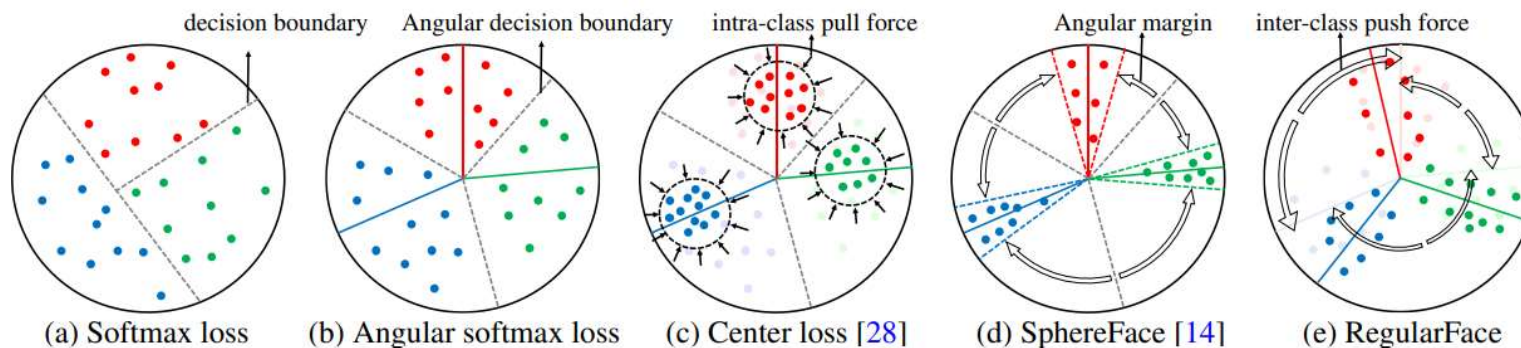 decision boundary
Angular decision boundary
intra-class pull force
Angular margin
inter-class push force
(a) Softmax loss
(b) Angular softmax loss
(c) Center loss [28]
(d) SphereFace [14]
(e) RegularFace